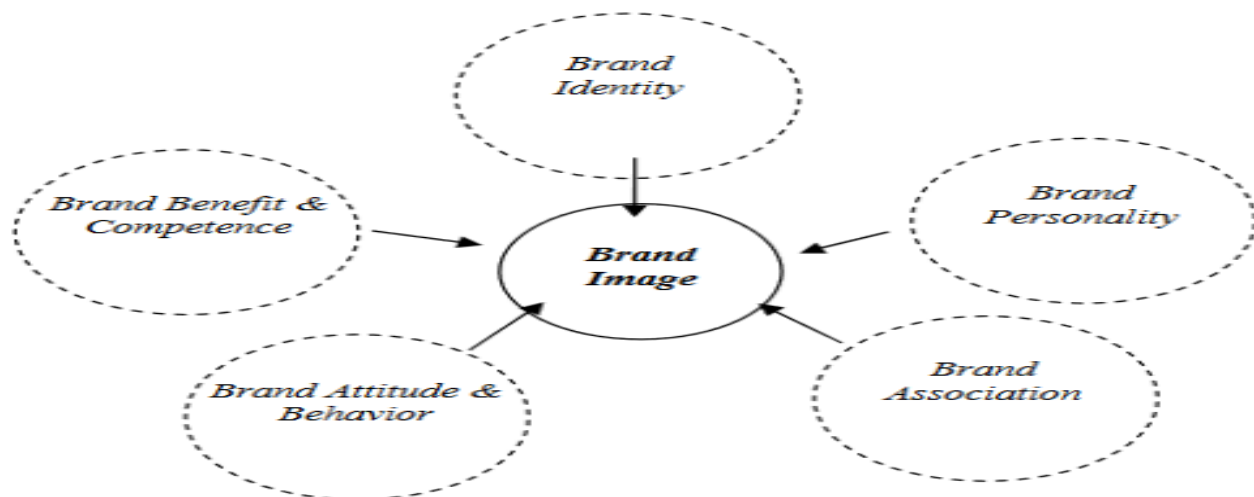 Brand
Identity
Brand Benefit &
Competence
Brand
Personality
Brand
Image
Brand Attitude &
Behavior
Brand
Association